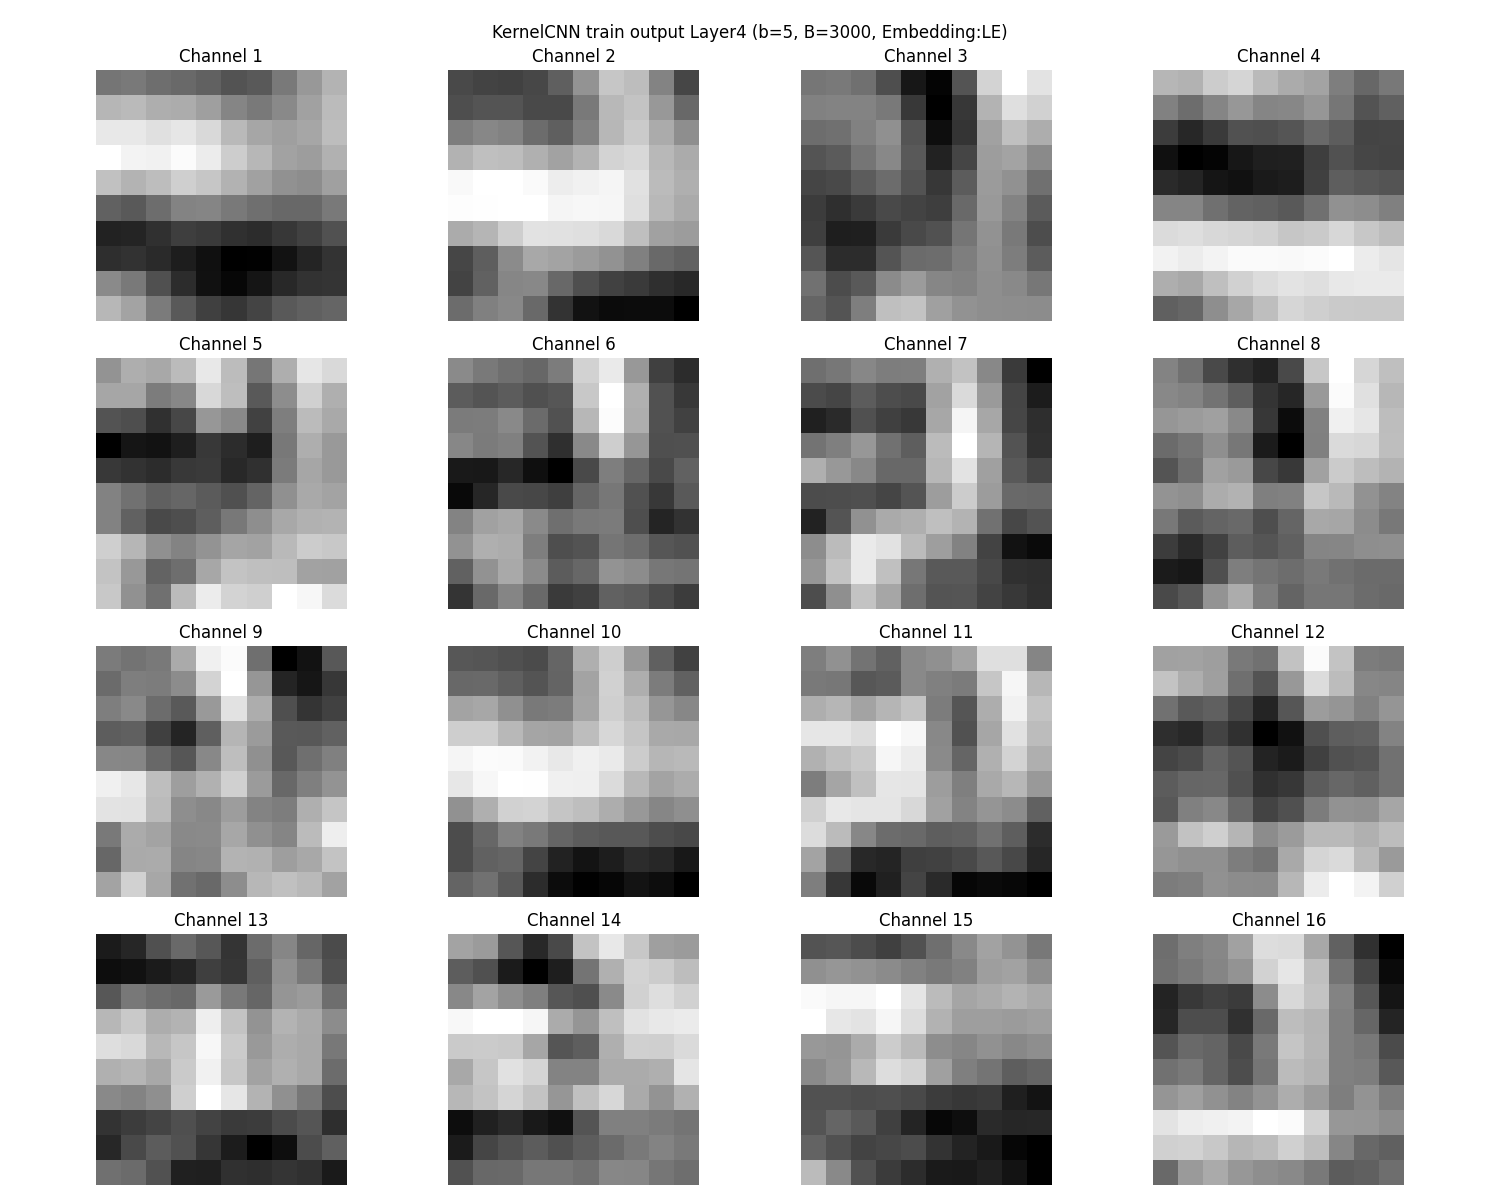 KernelCNN train output Layer4 (b=5, B=3000, Embedding:LE)
Channel 1
Channel 2
Channel 3
Channel 4
Channel 5
Channel 6
Channel 7
Channel 8
Channel 9
Channel 10
Channel 11
Channel 12
Channel 13
Channel 14
Channel 15
Channel 16